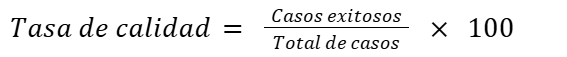 Tasa de calidad = Casos exitosos / Total de casos × 100